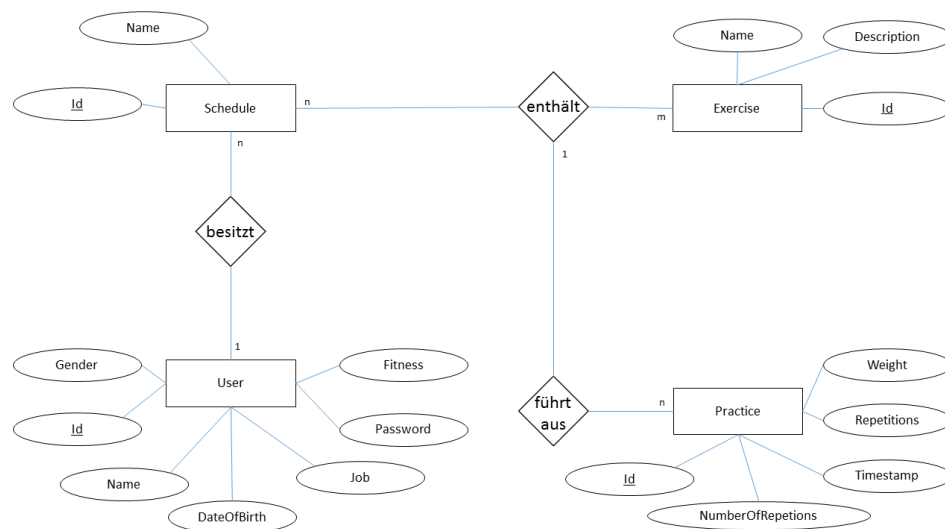 Name
Name
Description
Id
Schedule
n
enthält
m
Exercise
Id
n
1
besitzt
1
Gender
User
Fitness
Id
Password
Name
Job
DateOfBirth
führt
aus
n
Practice
Weight
Repetitions
Id
Timestamp
NumberOfRepetions